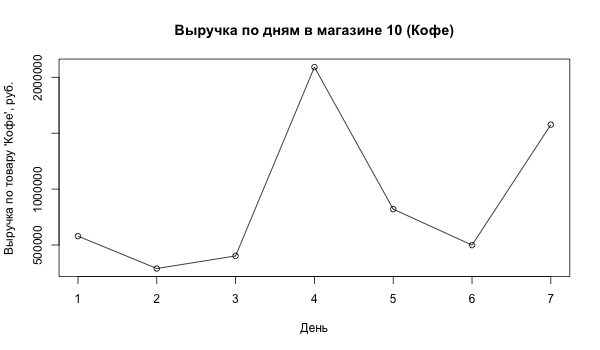 Выручка по дням в магазине 10 (Кофе)
Выручка по товару 'Кофе', руб.
2000000
1000000
500000
1 2 3 4 5 6 7
День